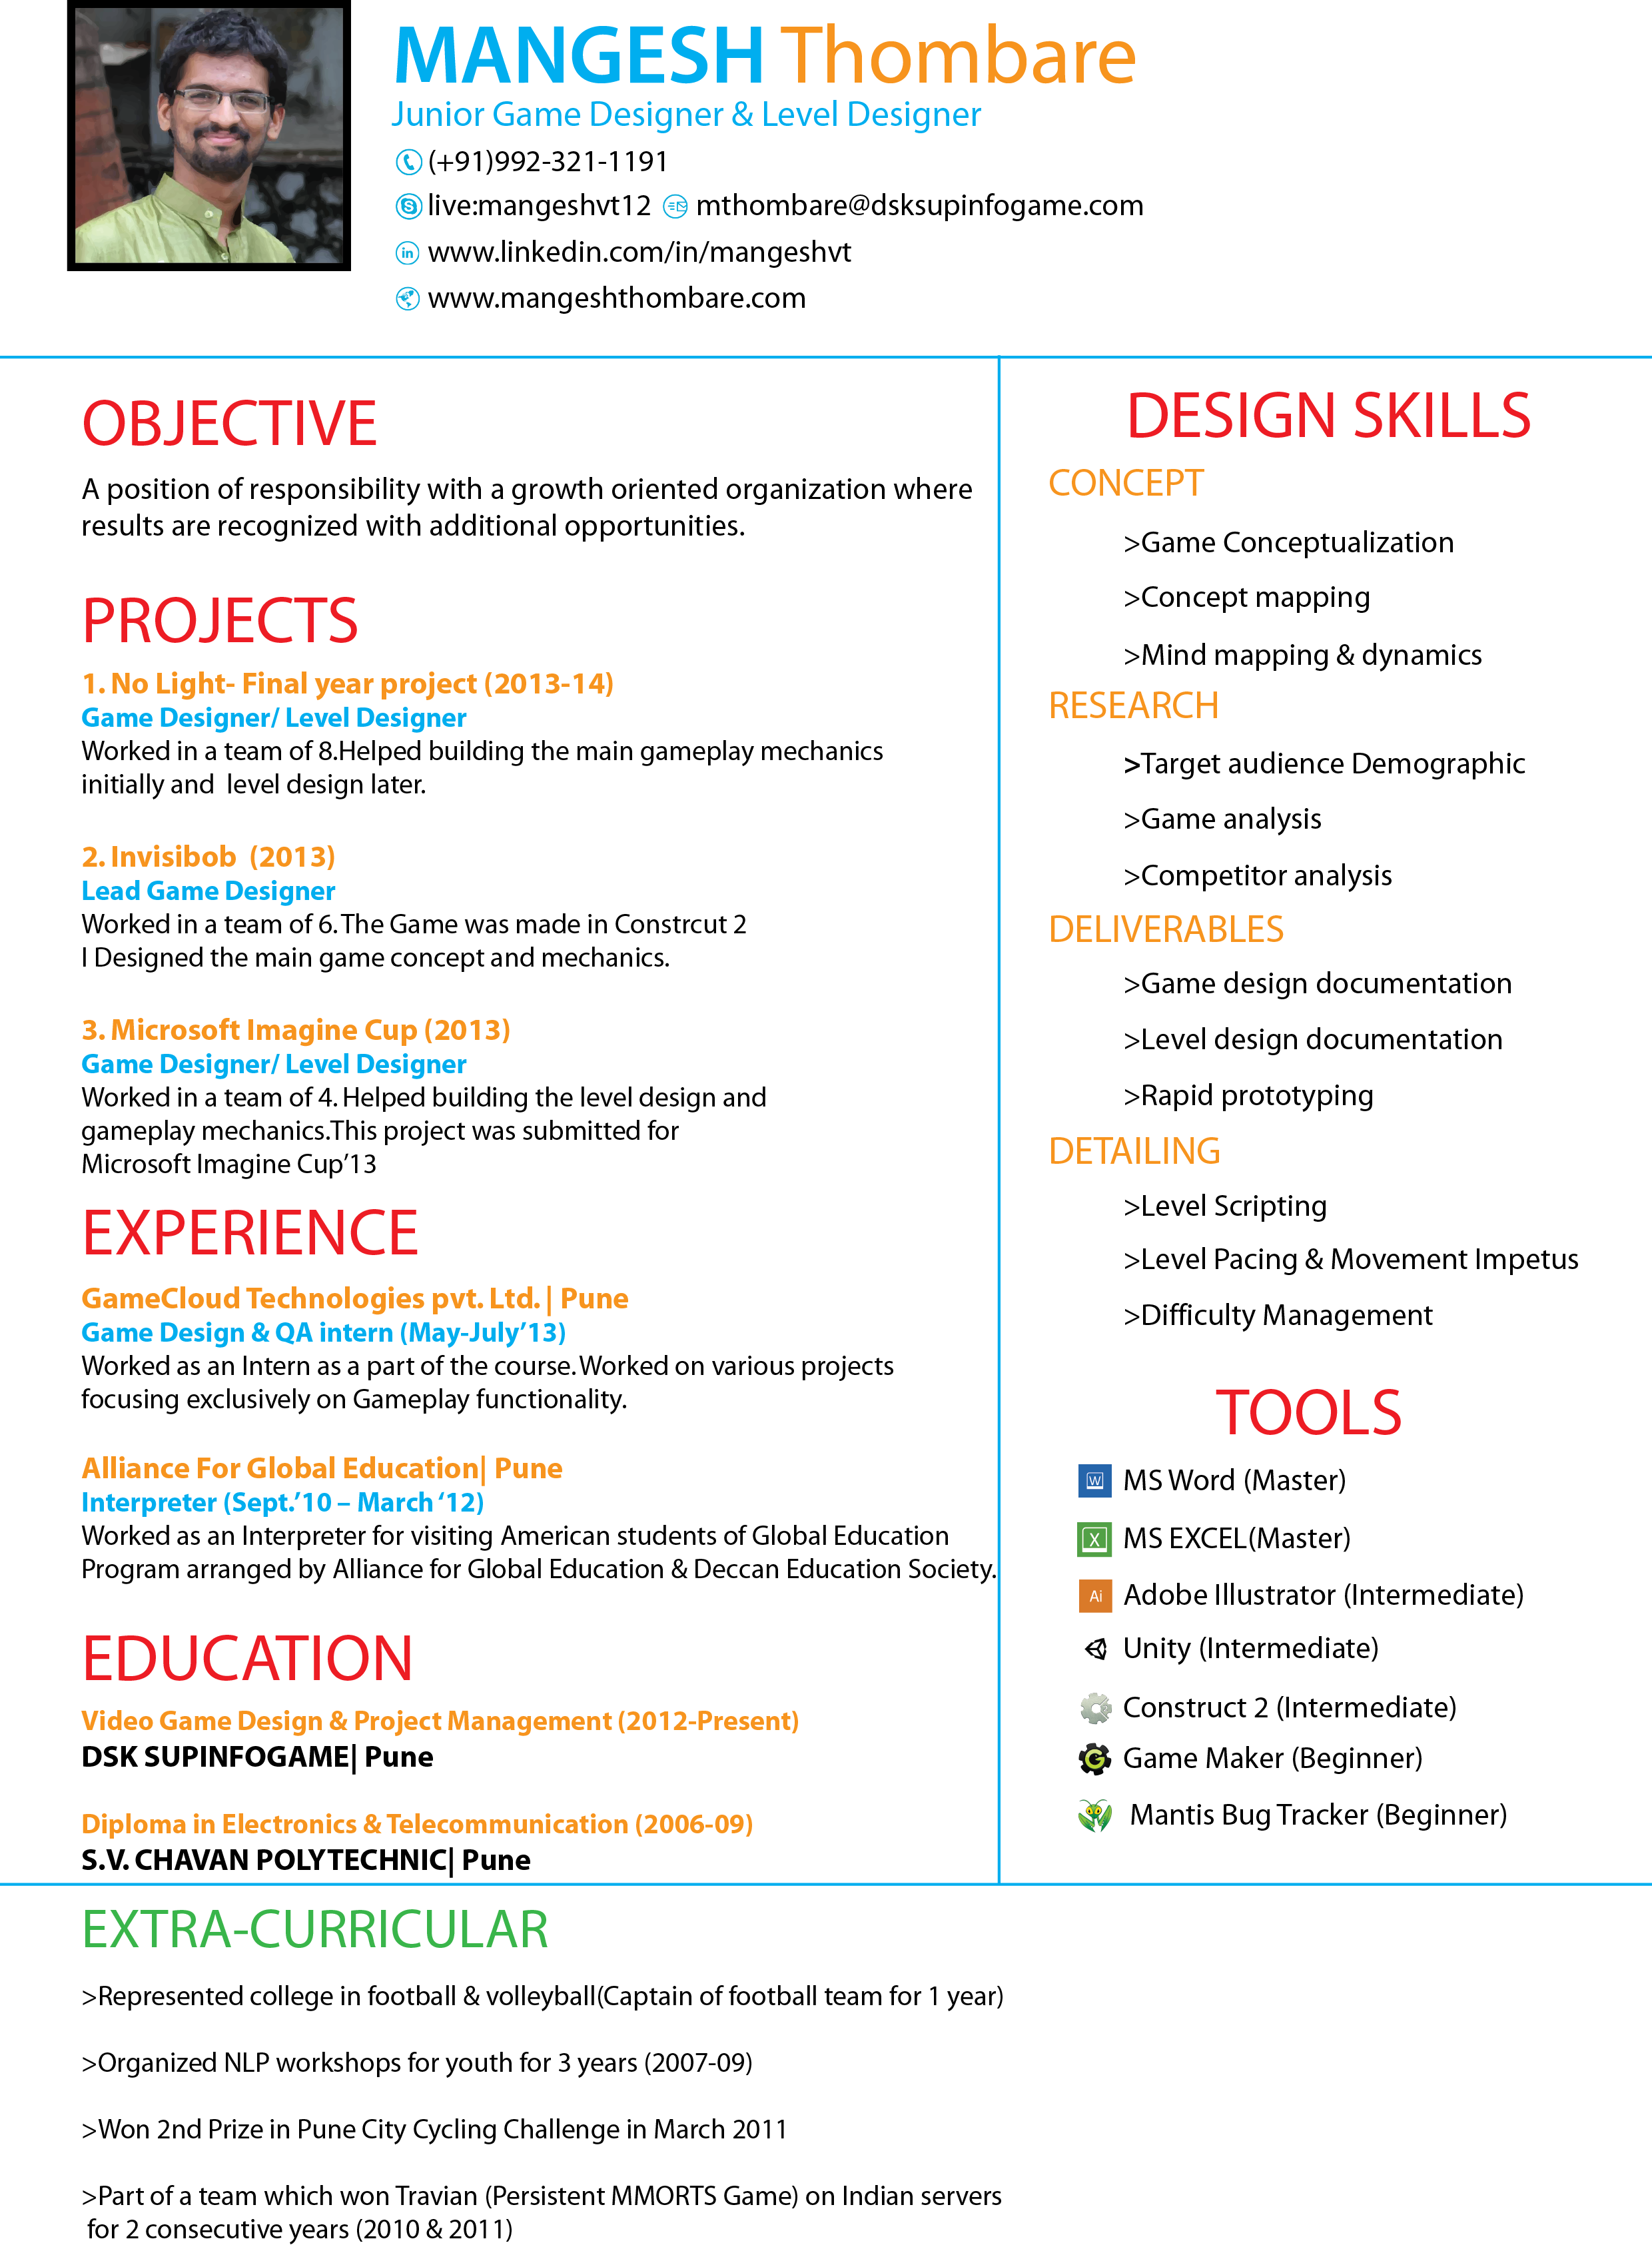 MANGESH Thombare
Junior Game Designer & Level Designer
(+91)992-321-1191
live:mangeshvt12 mthombare@dsksupinfogame.com
in www.linkedin.com/in/mangeshvt
www.mangeshthombare.com
OBJECTIVE
A position of responsibility with a growth oriented organization where
results are recognized with additional opportunities.
PROJECTS
1. No Light- Final year project (2013-14)
Game Designer/ Level Designer
Worked in a team of 8.Helped building the main gameplay mechanics
initially and  level design later.
2. Invisibob  (2013)
Lead Game Designer
Worked in a team of 6. The Game was made in Constrcut 2
I Designed the main game concept and mechanics.
3. Microsoft Imagine Cup (2013)
Game Designer/ Level Designer
Worked in a team of 4. Helped building the level design and
gameplay mechanics.This project was submitted for
Microsoft Imagine Cup’13
EXPERIENCE
GameCloud Technologies pvt. Ltd. | Pune
Game Design & QA intern (May-July’13)
Worked as an Intern as a part of the course. Worked on various projects
focusing exclusively on Gameplay functionality.
Alliance For Global Education| Pune
Interpreter (Sept.’10 – March ‘12)
Worked as an Interpreter for visiting American students of Global Education
Program arranged by Alliance for Global Education & Deccan Education Society.
EDUCATION
Video Game Design & Project Management (2012-Present)
DSK SUPINFOGAME| Pune
Diploma in Electronics & Telecommunication (2006-09)
S.V. CHAVAN POLYTECHNIC| Pune
DESIGN SKILLS
CONCEPT
>Game Conceptualization
>Concept mapping
>Mind mapping & dynamics
RESEARCH
>Target audience Demographic
>Game analysis
>Competitor analysis
DELIVERABLES
>Game design documentation
>Level design documentation
>Rapid prototyping
DETAILING
>Level Scripting
>Level Pacing & Movement Impetus
>Difficulty Management
TOOLS
W MS Word (Master)
X MS EXCEL(Master)
Ai Adobe Illustrator (Intermediate)
Unity (Intermediate)
Construct 2 (Intermediate)
G Game Maker (Beginner)
Mantis Bug Tracker (Beginner)
EXTRA-CURRICULAR
>Represented college in football & volleyball(Captain of football team for 1 year)
>Organized NLP workshops for youth for 3 years (2007-09)
>Won 2nd Prize in Pune City Cycling Challenge in March 2011
>Part of a team which won Travian (Persistent MMORTS Game) on Indian servers
for 2 consecutive years (2010 & 2011)